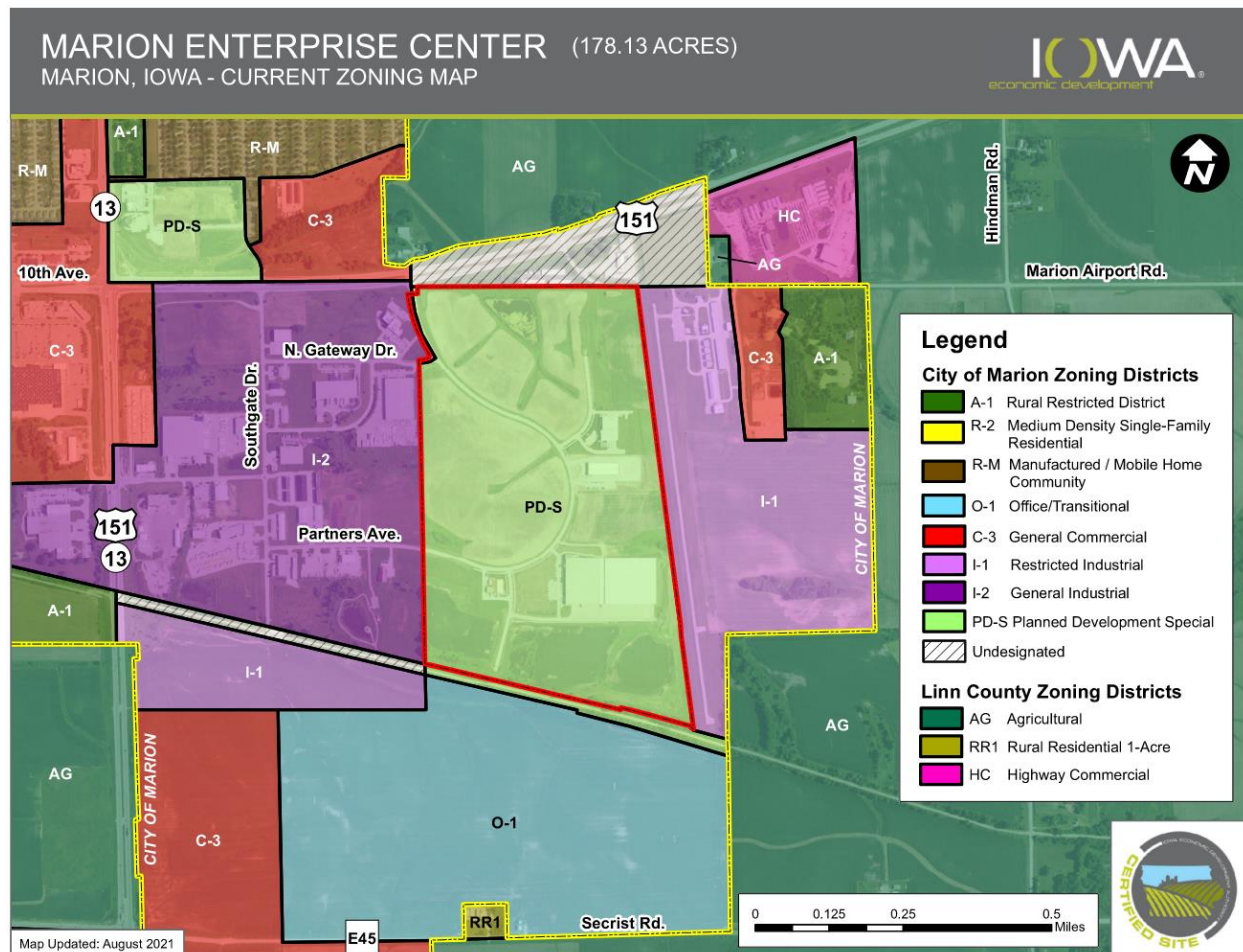 MARION ENTERPRISE CENTER (178.13 ACRES)
MARION, IOWA - CURRENT ZONING MAP
IOWA®
economic development
A-1
R-M
R-M
AG
13
PD-S
C-3
151
HC
Hindman Rd.
N
10th Ave.
AG
Marion Airport Rd.
C-3
N. Gateway Dr.
Southgate Dr.
C-3
A-1
I-2
PD-S
I-1
CITY OF MARION
151
13
Partners Ave.
A-1
I-1
AG
CITY OF MARION
C-3
O-1
AG
RR1
Secrist Rd.
E45
Legend
City of Marion Zoning Districts
A-1 Rural Restricted District
R-2 Medium Density Single-Family
Residential
R-M Manufactured / Mobile Home
Community
O-1 Office/Transitional
C-3 General Commercial
I-1 Restricted Industrial
I-2 General Industrial
PD-S Planned Development Special
Undesignated
Linn County Zoning Districts
AG Agricultural
RR1 Rural Residential 1-Acre
HC Highway Commercial
0 0.125 0.25 0.5
Miles
CERTIFIED SITE
Map Updated: August 2021